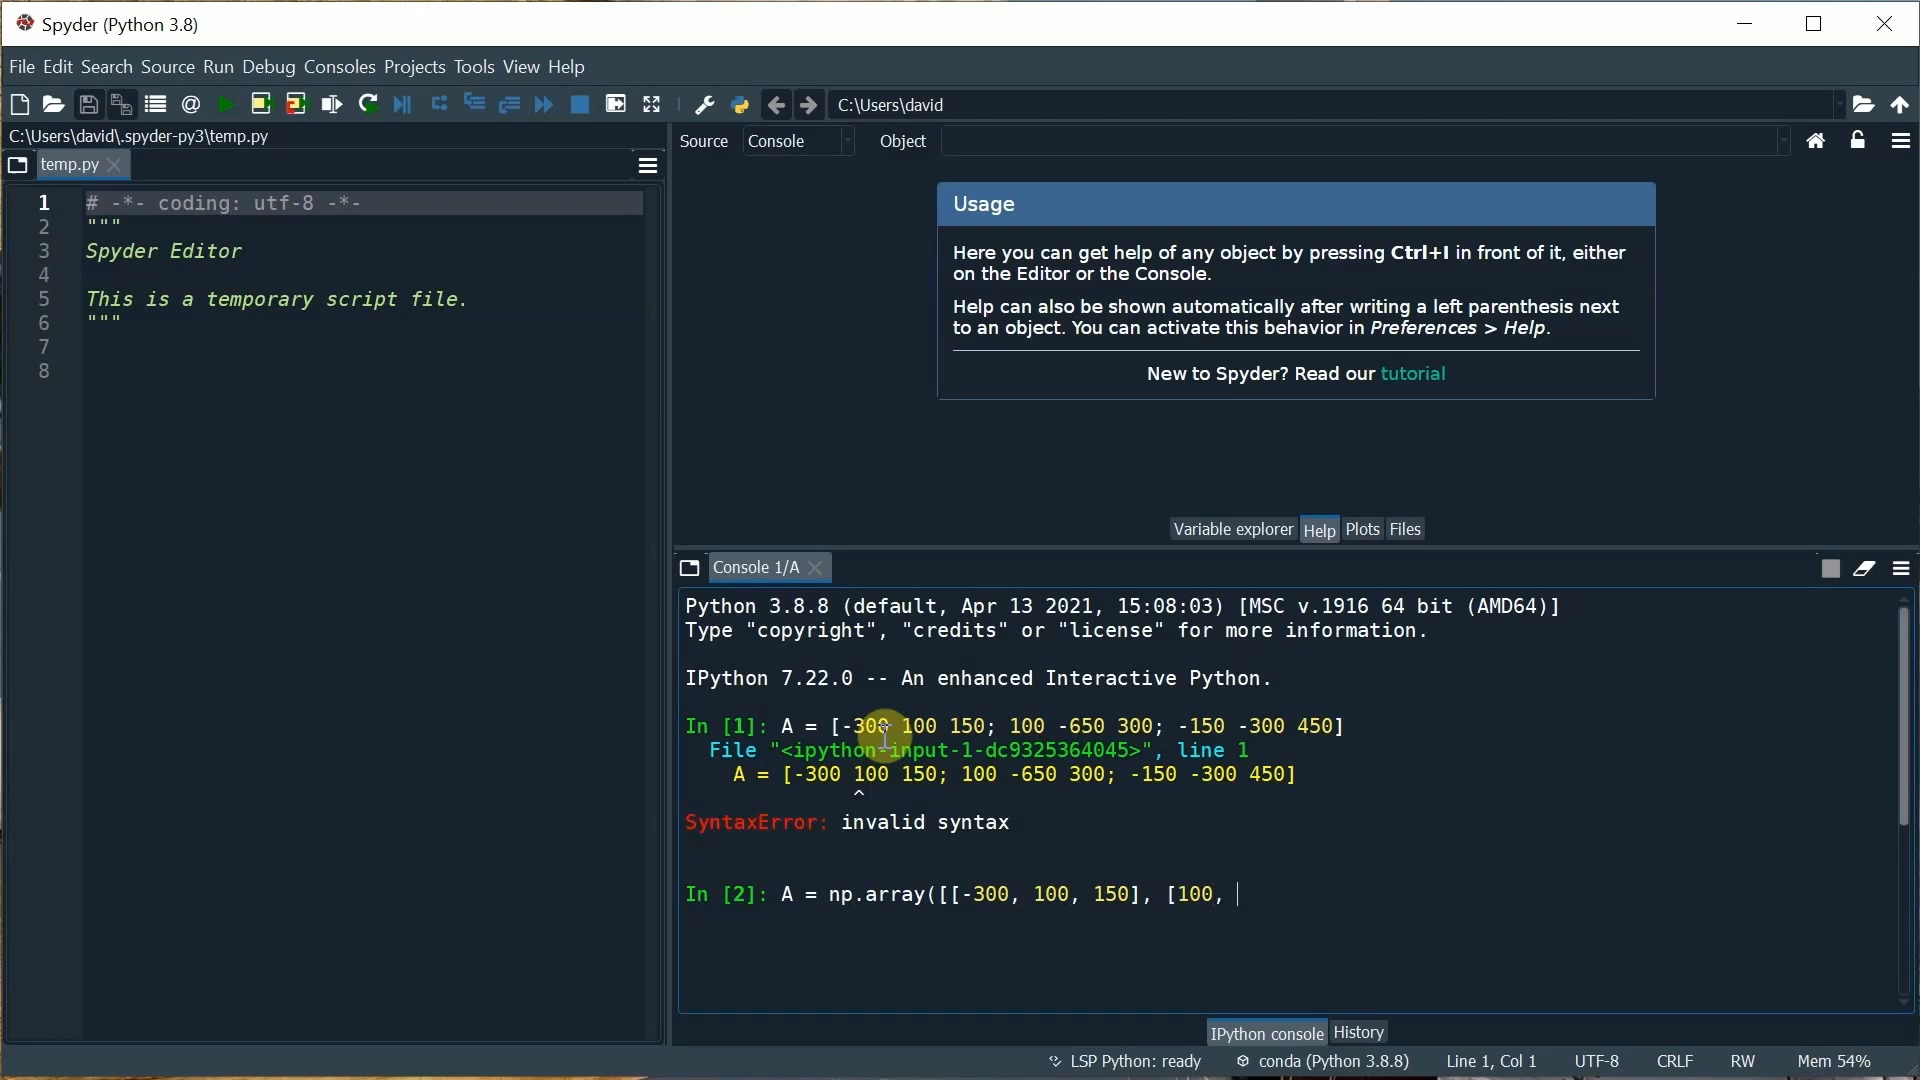 Spyder (Python 3.8)
File Edit Search Source Run Debug Consoles Projects Tools View Help
C:\Users\david
C:\Users\david\.spyder-py3\temp.py
temp.py
1 # -*- coding: utf-8 -*-
2 """
3 Spyder Editor
4
5 This is a temporary script file.
6 """
7
8
Source Console Object
Usage
Here you can get help of any object by pressing Ctrl+I in front of it, either
on the Editor or the Console.
Help can also be shown automatically after writing a left parenthesis next
to an object. You can activate this behavior in Preferences > Help.
New to Spyder? Read our tutorial
Variable explorer Help Plots Files
Console 1/A
Python 3.8.8 (default, Apr 13 2021, 15:08:03) [MSC v.1916 64 bit (AMD64)]
Type "copyright", "credits" or "license" for more information.
IPython 7.22.0 -- An enhanced Interactive Python.
In [1]: A = [-300 100 150; 100 -650 300; -150 -300 450]
File "<ipython-input-1-dc9325364045>", line 1
A = [-300 100 150; 100 -650 300; -150 -300 450]
^
SyntaxError: invalid syntax
In [2]: A = np.array([[-300, 100, 150], [100,
IPython console History
LSP Python: ready conda (Python 3.8.8) Line 1, Col 1 UTF-8 CRLF RW Mem 54%